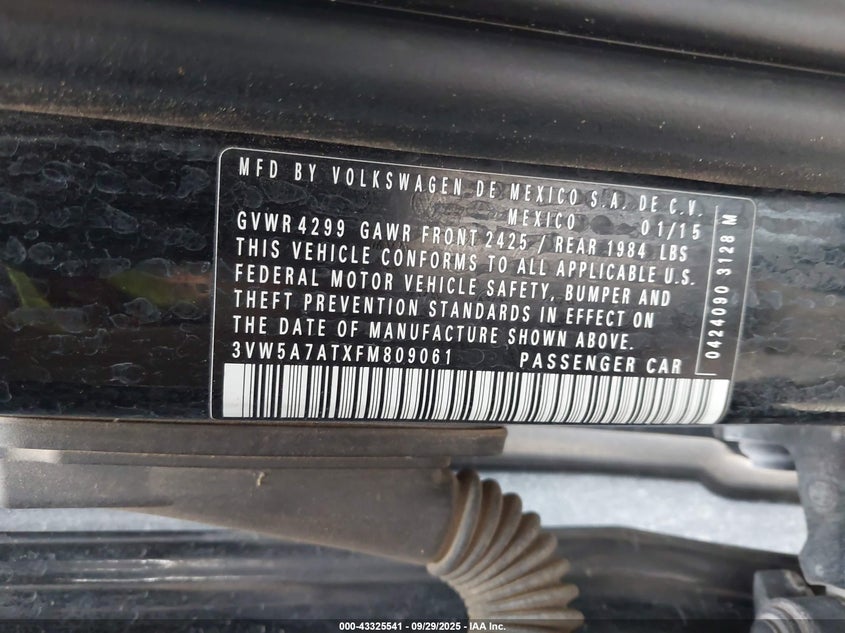 MFD BY VOLKSWAGEN DE MEXICO S.A. DE C.V.
MEXICO 01/15
GVWR 4299 GAWR FRONT 2425 / REAR 1984 LBS
THIS VEHICLE CONFORMS TO ALL APPLICABLE U.S.
FEDERAL MOTOR VEHICLE SAFETY, BUMPER AND
THEFT PREVENTION STANDARDS IN EFFECT ON
THE DATE OF MANUFACTURE SHOWN ABOVE.
3VW5A7ATXFM809061 PASSENGER CAR
0424090 3128 M
000-43325541 | 09/29/2025 - IAA Inc.